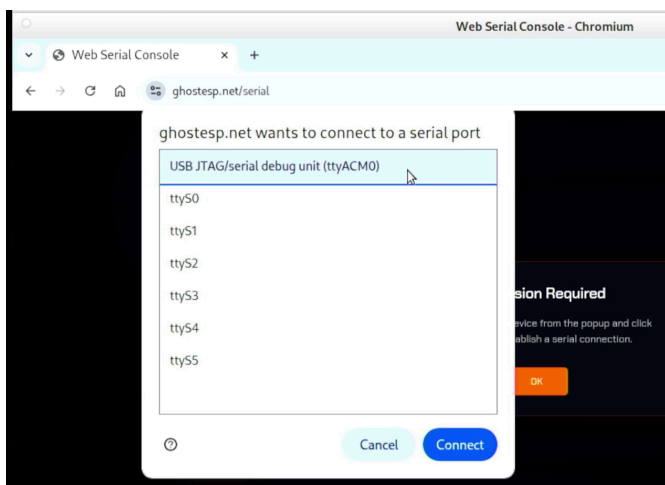 Web Serial Console - Chromium
Web Serial Console × +
ghostesp.net/serial
ghostesp.net wants to connect to a serial port
USB JTAG/serial debug unit (ttyACM0)
ttyS0
ttyS1
ttyS2
ttyS3
ttyS4
ttyS5
sion Required
evice from the popup and click
ablish a serial connection.
OK
Cancel
Connect